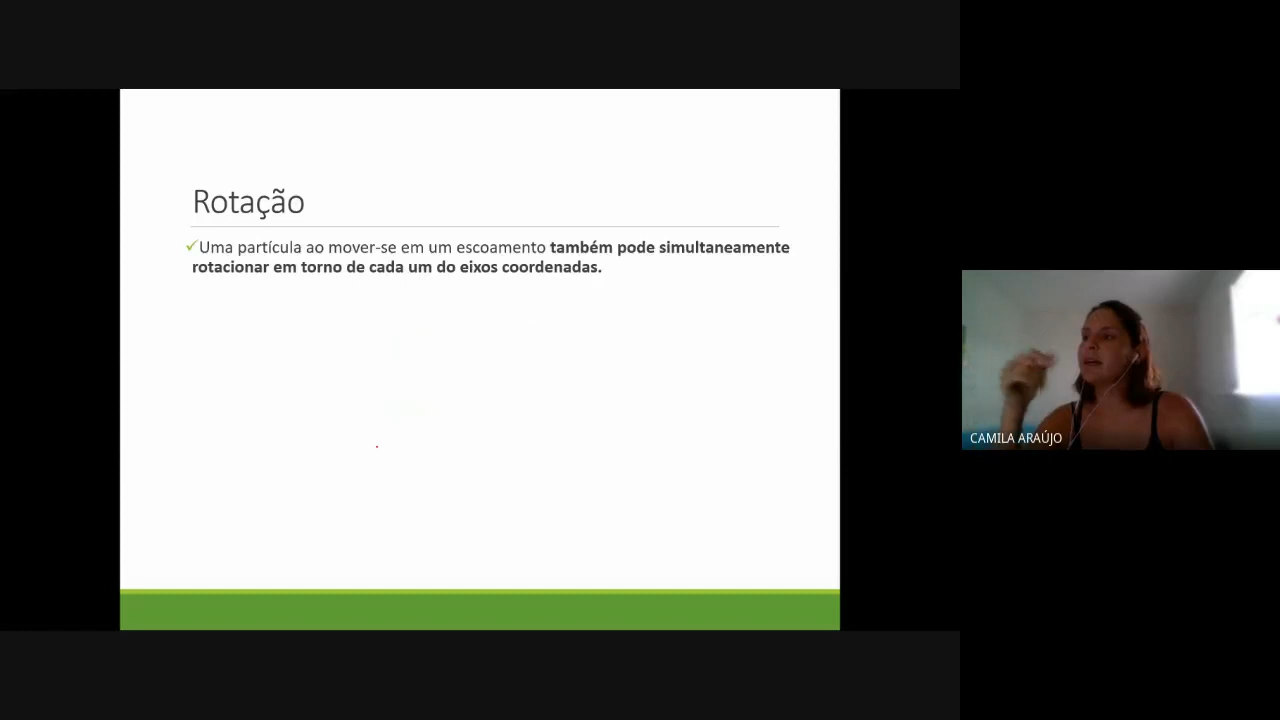 Rotação
✓Uma partícula ao mover-se em um escoamento também pode simultaneamente
rotacionar em torno de cada um do eixos coordenadas.
CAMILA ARAÚJO